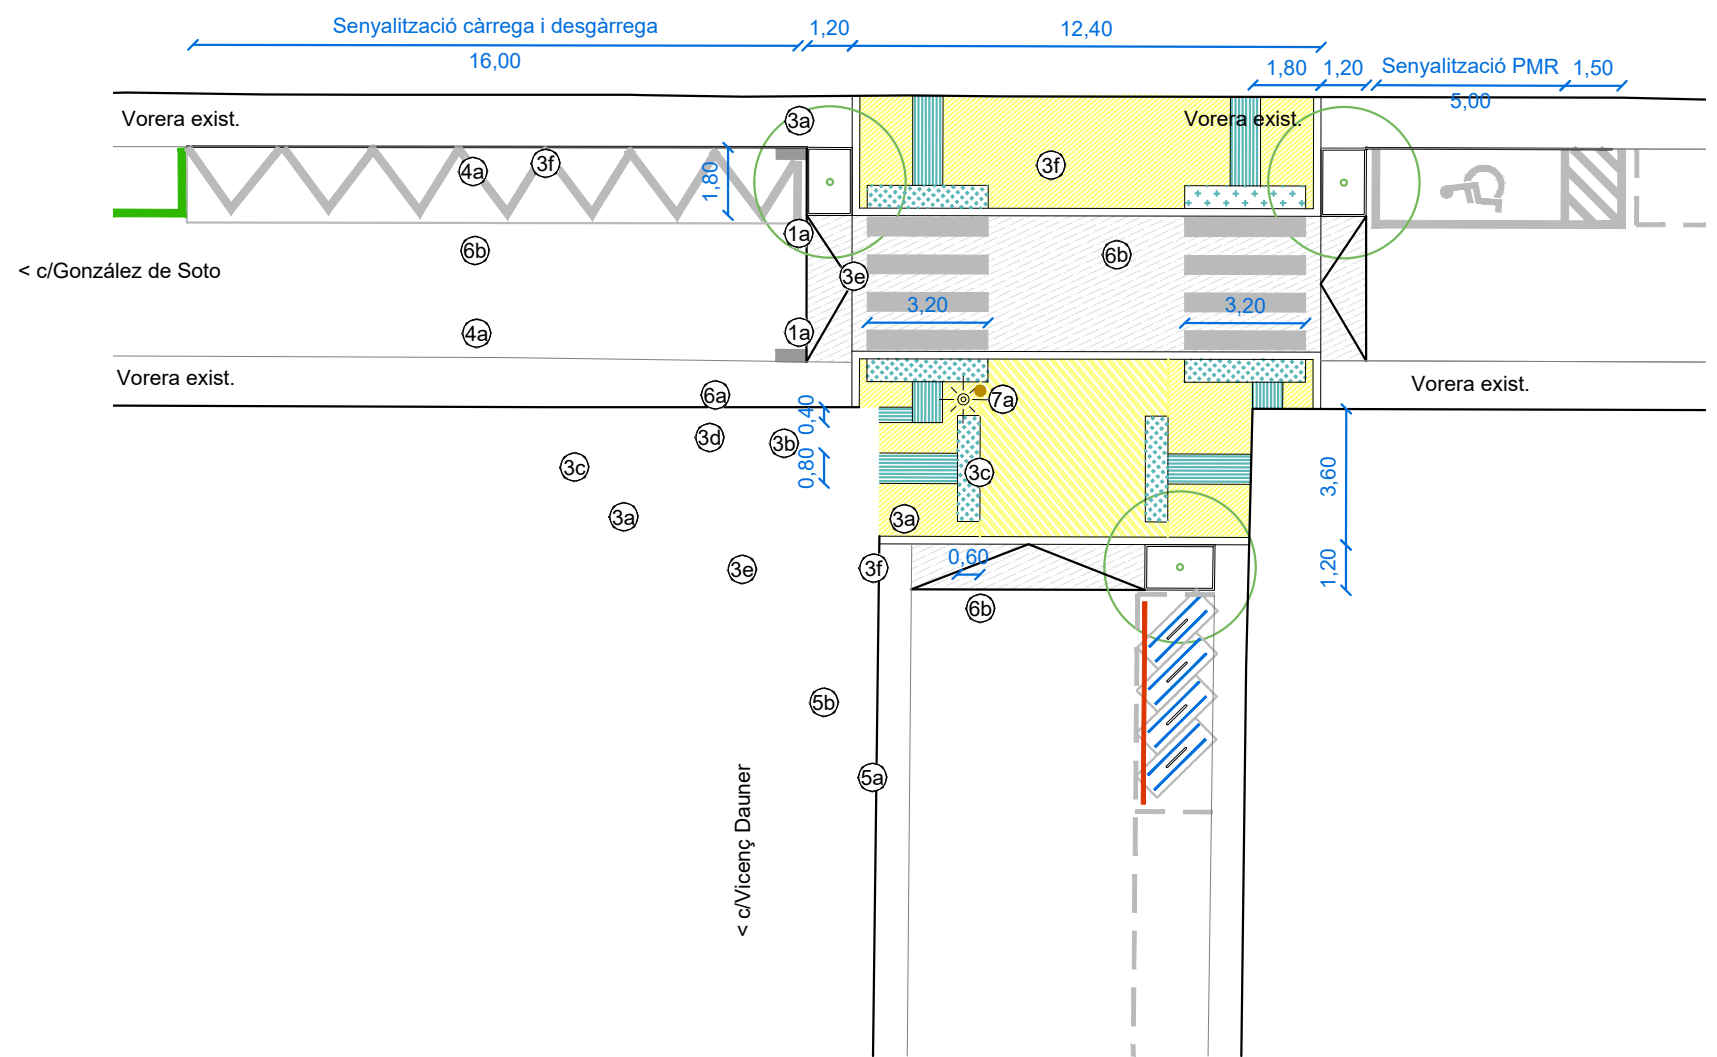 Senyalització càrrega i desgàrrega
1,20
12,40
16,00
1,80
1,20
Senyalització PMR
1,50
5,00
Vorera exist.
3a
Vorera exist.
4a
3f
1,80
3f
1a
6b
6b
< c/González de Soto
3e
3,20
3,20
4a
1a
Vorera exist.
Vorera exist.
6a
7a
0,40
3d
3b
3c
0,80
3c
3,60
3a
3a
3e
3f
0,60
1,20
6b
5b
5a
< c/Vicenç Dauner